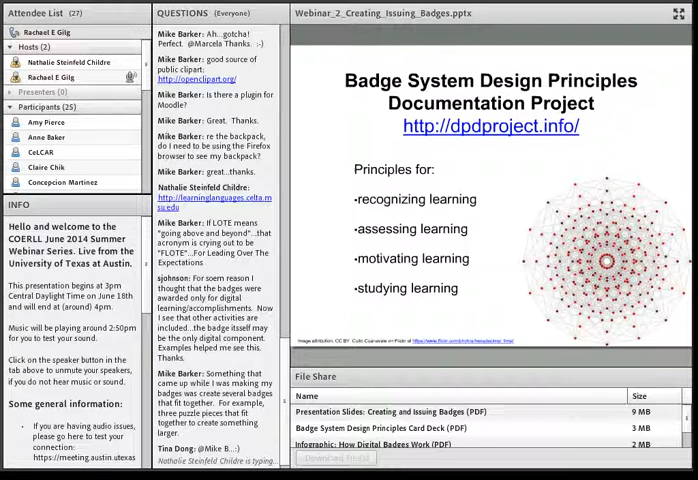 Attendee List (27)
Rachael E Gilg
Hosts (2)
Nathalie Steinfeld Childre
Rachael E Gilg
Presenters (0)
Participants (25)
Amy Pierce
Anne Baker
CeLCAR
Claire Chik
Concepcion Martinez
INFO
Hello and welcome to the
COERLL June 2014 Summer
Webinar Series. Live from the
University of Texas at Austin.
This presentation begins at 3pm
Central Daylight Time on June 18th
and will end at (around) 4pm.
Music will be playing around 2:50pm
for you to test your sound.
Click on the speaker button in the
tab above to unmute your speakers,
if you do not hear music or sound.
Some general information:
• If you are having audio issues,
please go here to test your
connection:
https://meeting.austin.utexas
QUESTIONS (Everyone)
Mike Barker: Ah...gotcha!
Perfect. @Marcela Thanks. :-)
Mike Barker: good source of
public clipart:
http://openclipart.org/
Mike Barker: Is there a plugin for
Moodle?
Mike Barker: Great. Thanks.
Mike Barker: re the backpack,
do I need to be using the Firefox
browser to see my backpack?
Mike Barker: great...thanks.
Nathalie Steinfeld Childre:
http://learninglanguages.celta.m
su.edu
Mike Barker: If FLOTE means
"going above and beyond"...that
acronym is crying out to be
"FLOTE"...For Leading Over The
Expectations
sjohnson: For soem reason I
thought that the badges were
awarded only for digital
learning/accomplishments. Now
I see that other activities are
included...the badge itsself may
be the only digital component.
Examples helped me see this.
Thanks.
Mike Barker: Something that
came up while I was making my
badges was create several badges
that fit together. For example,
three puzzle pieces that fit
together to create something
larger.
Tina Dong: @Mike B...:)
Nathalie Steinfeld Childre is typing...
Webinar_2_Creating_Issuing_Badges.pptx
Badge System Design Principles
Documentation Project
http://dpdproject.info/
Principles for:
•recognizing learning
•assessing learning
•motivating learning
•studying learning
File Share
Name Size
Presentation Slides: Creating and Issuing Badges (PDF) 9 MB
Badge System Design Principles Card Deck (PDF) 3 MB
Infographic: How Digital Badges Work (PDF) 2 MB
Download File(s)